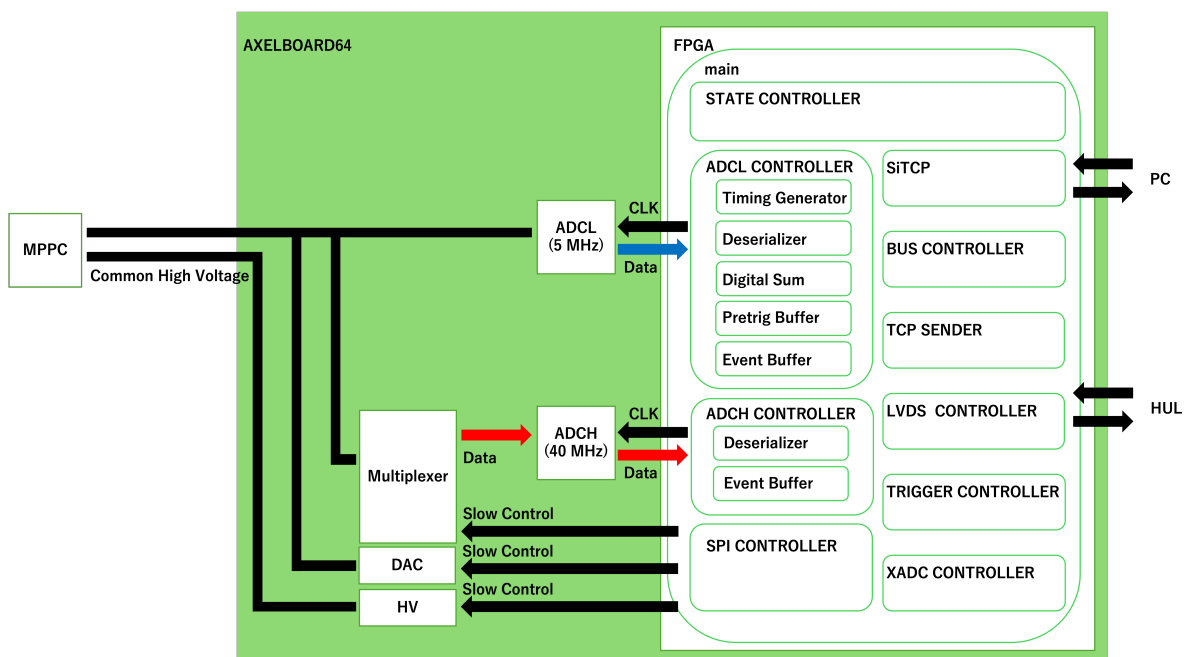 AXELBOARD64
FPGA
main
STATE CONTROLLER
ADCL CONTROLLER
Timing Generator
Deserializer
Digital Sum
Pretrig Buffer
Event Buffer
SiTCP
PC
BUS CONTROLLER
TCP SENDER
LVDS CONTROLLER
HUL
TRIGGER CONTROLLER
XADC CONTROLLER
MPPC
Common High Voltage
ADCL
(5 MHz)
CLK
Data
ADCH CONTROLLER
Deserializer
Event Buffer
Multiplexer
Data
ADCH
(40 MHz)
CLK
Data
SPI CONTROLLER
Slow Control
DAC
Slow Control
HV
Slow Control